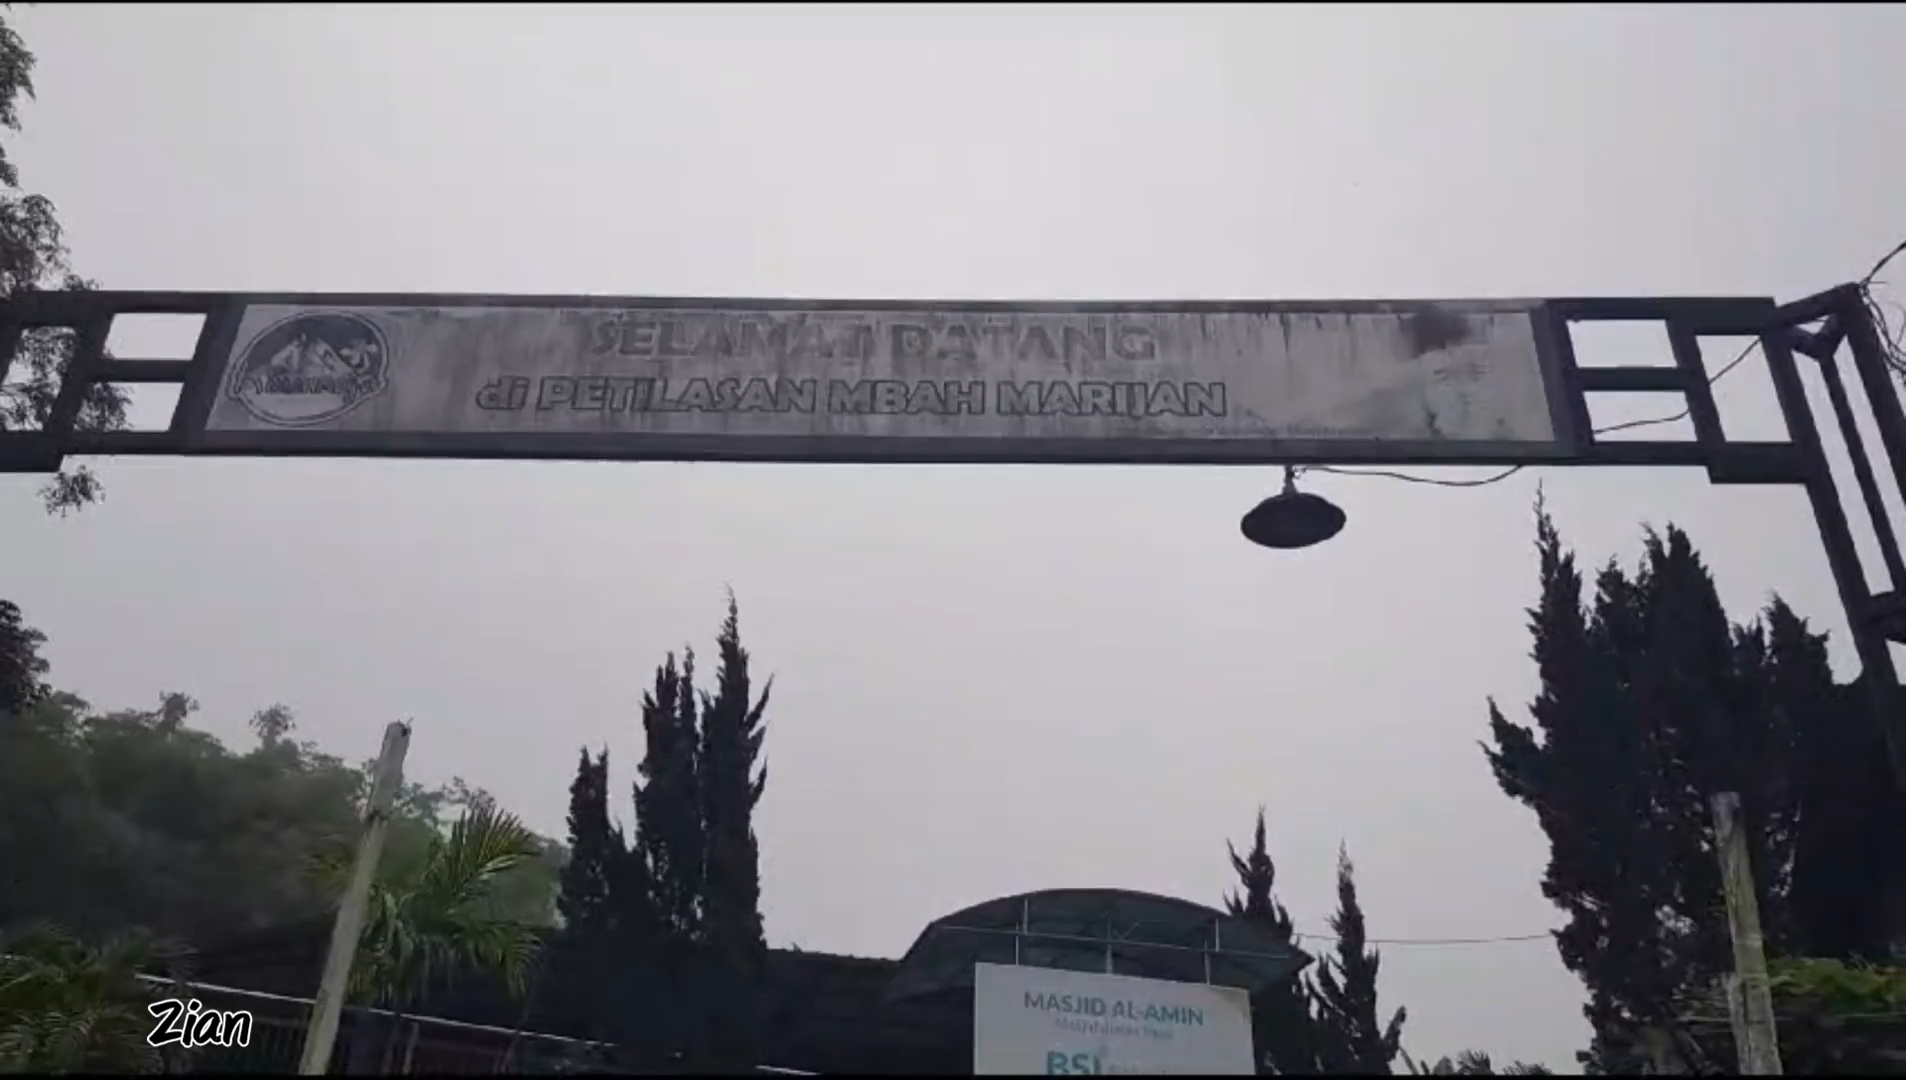 SELAMAT DATANG
di PETILASAN MBAH MARIJAN
MASJID AL-AMIN
BSI
Zian